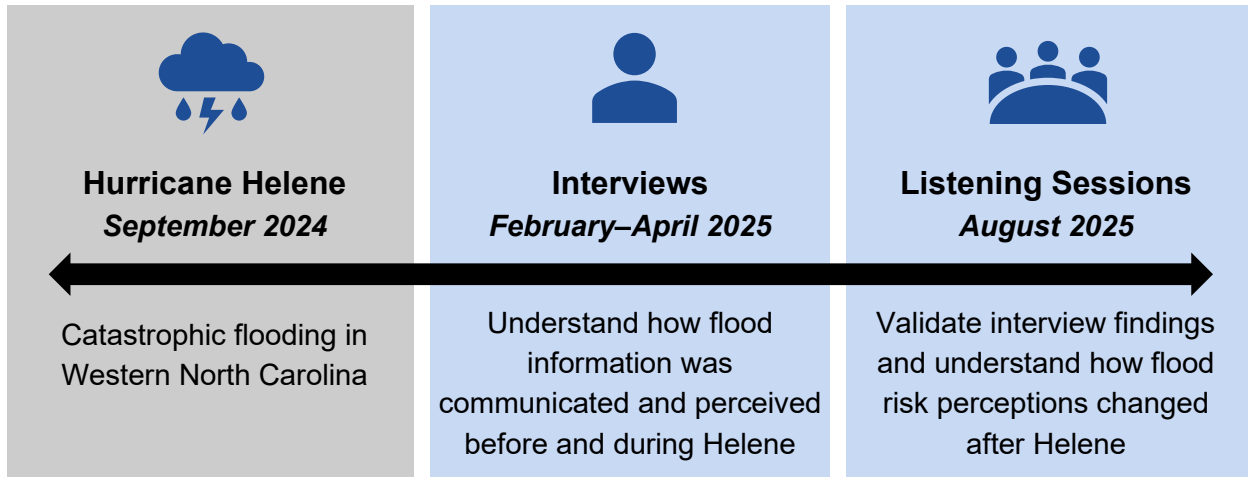 Hurricane Helene
September 2024
Catastrophic flooding in
Western North Carolina
Interviews
February–April 2025
Understand how flood
information was
communicated and perceived
before and during Helene
Listening Sessions
August 2025
Validate interview findings
and understand how flood
risk perceptions changed
after Helene